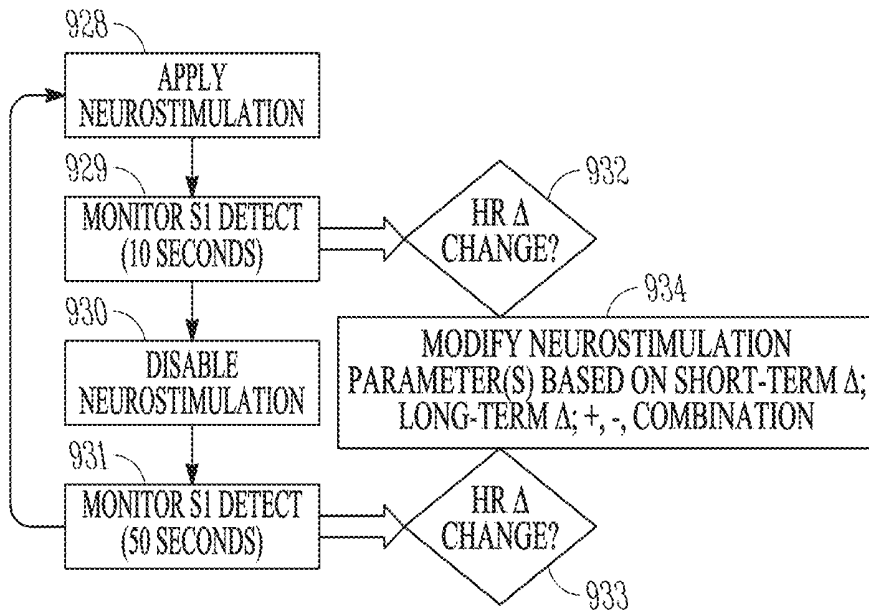 928
APPLY
NEUROSTIMULATION
929
MONITOR S1 DETECT
(10 SECONDS)
932
HR Δ
CHANGE?
930
DISABLE
NEUROSTIMULATION
934
MODIFY NEUROSTIMULATION
PARAMETER(S) BASED ON SHORT-TERM Δ;
LONG-TERM Δ; +, -, COMBINATION
931
MONITOR S1 DETECT
(50 SECONDS)
HR Δ
CHANGE?
933